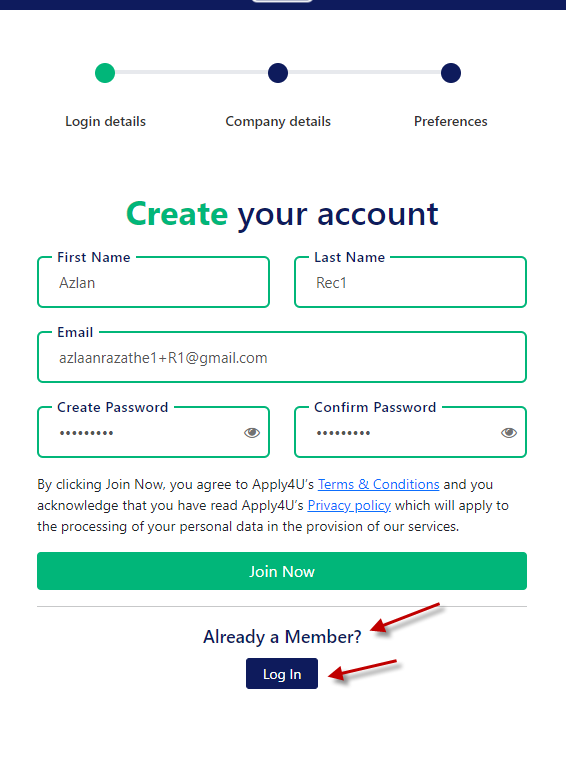 Login details
Company details
Preferences
Create your account
First Name
Azlan
Last Name
Rec1
Email
azlaanrazathe1+R1@gmail.com
Create Password
•••••••••
Confirm Password
•••••••••
By clicking Join Now, you agree to Apply4U's Terms & Conditions and you
acknowledge that you have read Apply4U’s Privacy policy which will apply to
the processing of your personal data in the provision of our services.
Join Now
Already a Member?
Log In